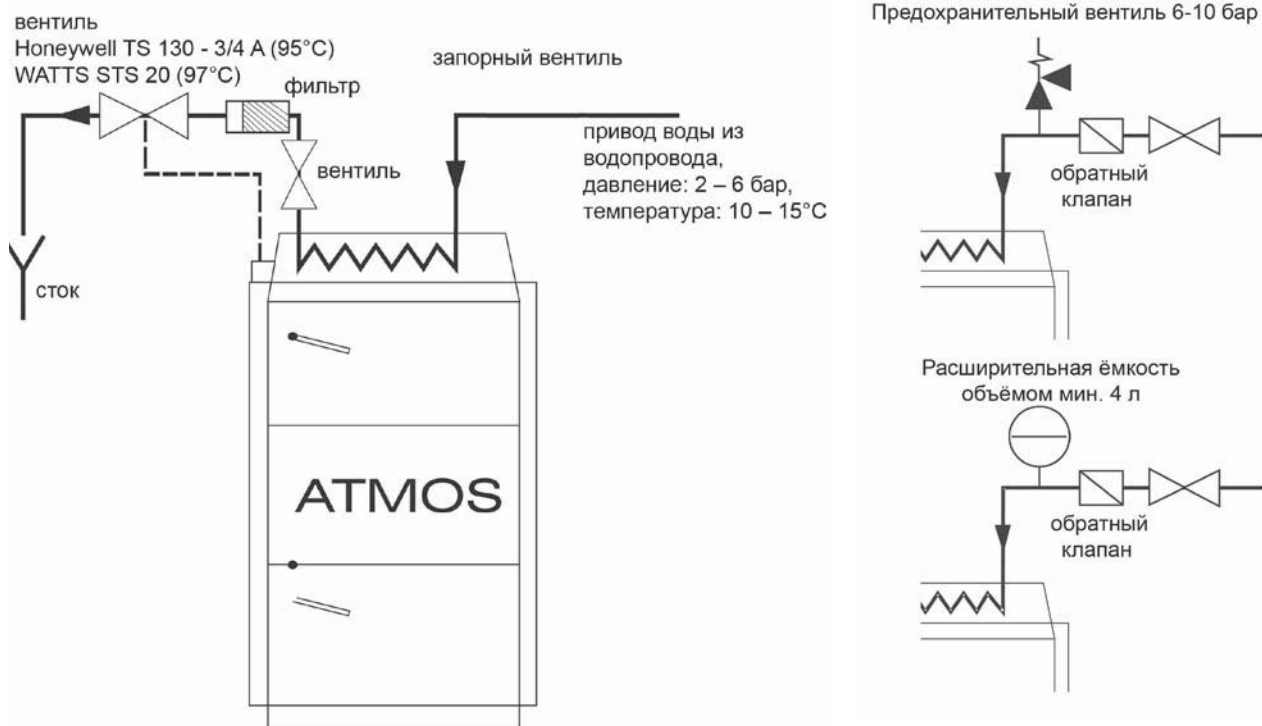 вентиль
Honeywell TS 130 - 3/4 A (95°C)
WATTS STS 20 (97°C)
фильтр
запорный вентиль
вентиль
привод воды из
водопровода,
давление: 2 – 6 бар,
температура: 10 – 15°C
сток
ATMOS
Предохранительный вентиль 6-10 бар
обратный
клапан
Расширительная ёмкость
объёмом мин. 4 л
обратный
клапан